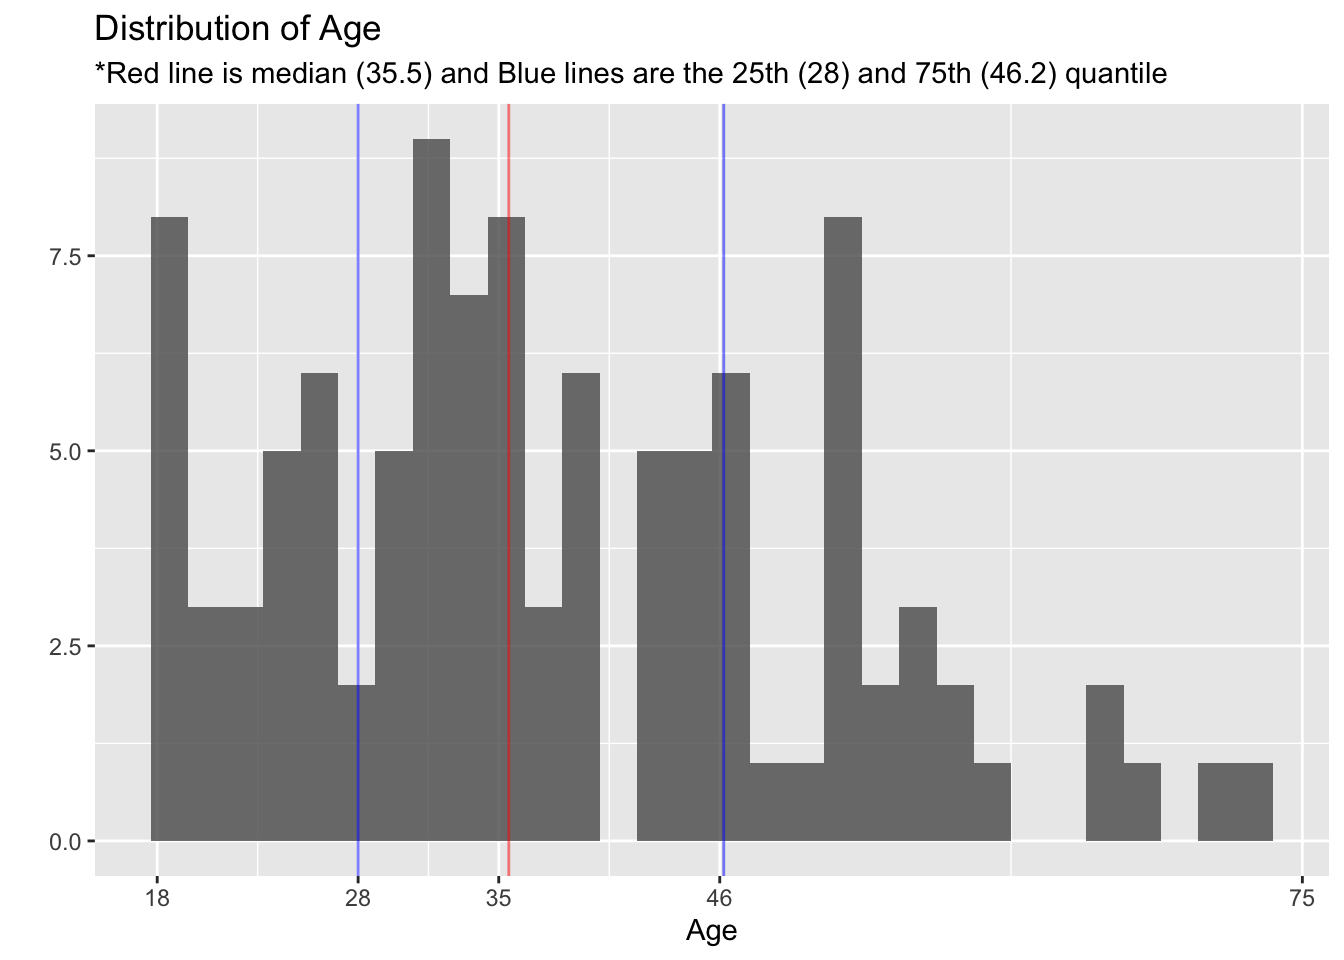 Distribution of Age
*Red line is median (35.5) and Blue lines are the 25th (28) and 75th (46.2) quantile
7.5
5.0
2.5
0.0
18 28 35 46 75
Age